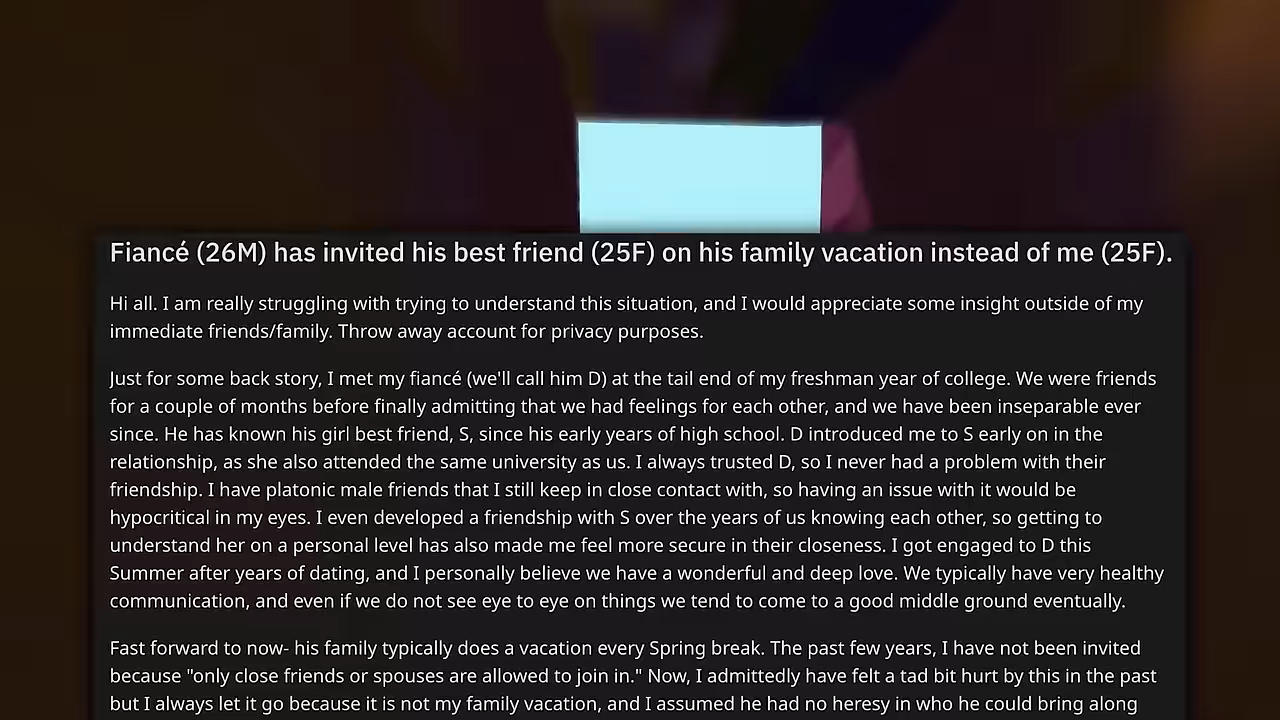 Fiancé (26M) has invited his best friend (25F) on his family vacation instead of me (25F).
Hi all. I am really struggling with trying to understand this situation, and I would appreciate some insight outside of my
immediate friends/family. Throw away account for privacy purposes.
Just for some back story, I met my fiancé (we'll call him D) at the tail end of my freshman year of college. We were friends
for a couple of months before finally admitting that we had feelings for each other, and we have been inseparable ever
since. He has known his girl best friend, S, since his early years of high school. D introduced me to S early on in the
relationship, as she also attended the same university as us. I always trusted D, so I never had a problem with their
friendship. I have platonic male friends that I still keep in close contact with, so having an issue with it would be
hypocritical in my eyes. I even developed a friendship with S over the years of us knowing each other, so getting to
understand her on a personal level has also made me feel more secure in their closeness. I got engaged to D this
Summer after years of dating, and I personally believe we have a wonderful and deep love. We typically have very healthy
communication, and even if we do not see eye to eye on things we tend to come to a good middle ground eventually.
Fast forward to now- his family typically does a vacation every Spring break. The past few years, I have not been invited
because "only close friends or spouses are allowed to join in." Now, I admittedly have felt a tad bit hurt by this in the past
but I always let it go because it is not my family vacation, and I assumed he had no heresy in who he could bring along